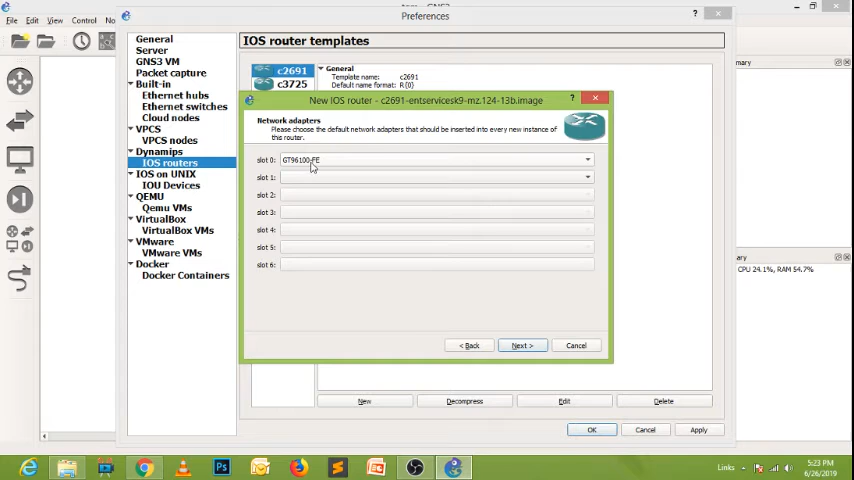 GNS3
File Edit View Control
Preferences
?
General
Server
GNS3 VM
Packet capture
Built-in
Ethernet hubs
Ethernet switches
Cloud nodes
VPCS
VPCS nodes
Dynamips
IOS routers
IOS on UNIX
IOU Devices
QEMU
Qemu VMs
VirtualBox
VirtualBox VMs
VMware
VMware VMs
Docker
Docker Containers
IOS router templates
c2691
c3725
General
Template name: c2691
Default name format: R{0}
New IOS router - c2691-entservicesk9-mz.124-13b.image
?
Network adapters
Please choose the default network adapters that should be inserted into every new instance of
this router.
slot 0: GT96100-FE
slot 1:
slot 2:
slot 3:
slot 4:
slot 5:
slot 6:
< Back Next > Cancel
New Decompress Edit Delete
OK Cancel Apply
CPU 24.1%, RAM 54.7%
Links
5:23 PM
6/26/2019